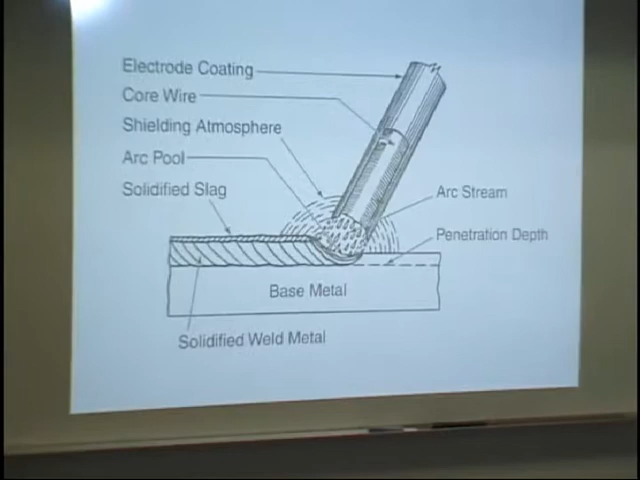 Electrode Coating
Core Wire
Shielding Atmosphere
Arc Pool
Solidified Slag
Arc Stream
Penetration Depth
Base Metal
Solidified Weld Metal